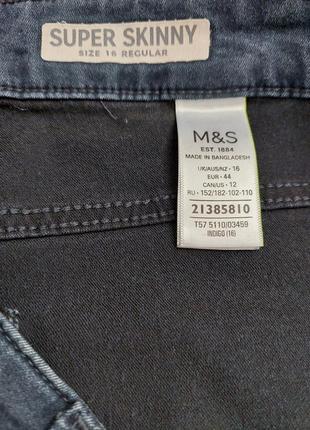 SUPER SKINNY
SIZE 16 REGULAR
M&S
EST. 1884
MADE IN BANGLADESH
UK/AUS/NZ • 16
EUR • 44
CAN/US • 12
RU • 152/182-102-110
21385810
T57 5110/03459
INDIGO (16)